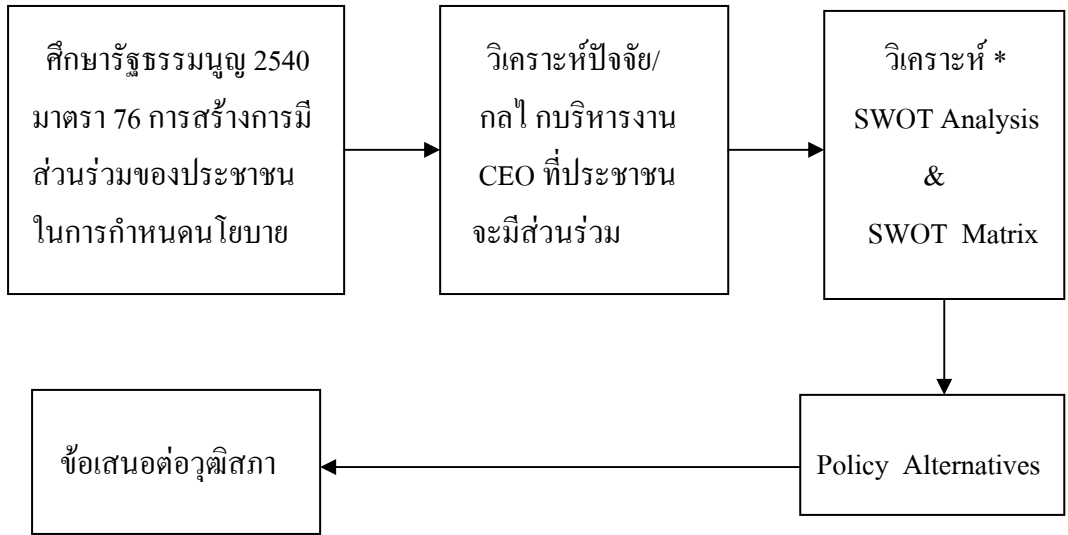 ศึกษารัฐธรรมนูญ 2540
มาตรา 76 การสร้างการมี
ส่วนร่วมของประชาชน
ในการกำหนดนโยบาย
วิเคราะห์ปัจจัย/
กลไกบริหารงาน
CEO ที่ประชาชน
จะมีส่วนร่วม
วิเคราะห์ *
SWOT Analysis
&
SWOT Matrix
Policy Alternatives
ข้อเสนอต่อวุฒิสภา